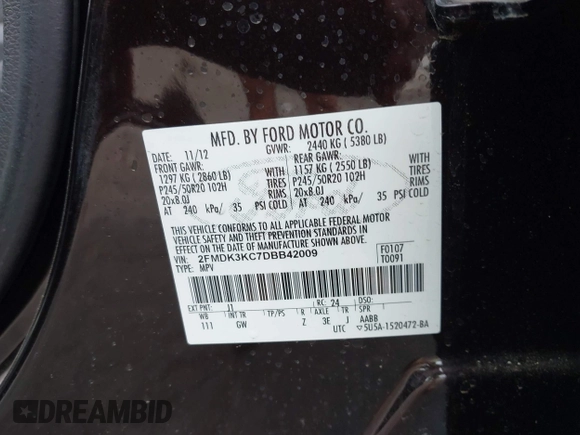 MFD. BY FORD MOTOR CO.
DATE: 11/12 GVWR: 2440 KG ( 5380 LB)
FRONT GAWR: REAR GAWR:
1297 KG ( 2860 LB) WITH 1157 KG ( 2550 LB) WITH
P245/50R20 102H TIRES P245/50R20 102H TIRES
20x8.0J RIMS 20x8.0J RIMS
AT 240 kPa/ 35 PSI COLD AT 240 kPa/ 35 PSI COLD
THIS VEHICLE CONFORMS TO ALL APPLICABLE FEDERAL MOTOR
VEHICLE SAFETY AND THEFT PREVENTION STANDARDS IN
EFFECT ON THE DATE OF MANUFACTURE SHOWN ABOVE.
VIN: 2FMDK3KC7DBB42009 F0107
TYPE: MPV T0091
EXT PNT: J1 RC: 24 DSO:
WB INT TR TP/PS R AXLE TR
111 GW Z 3E J AABB
UTC 5U5A-1520472-BA
Ford
DREAMBID